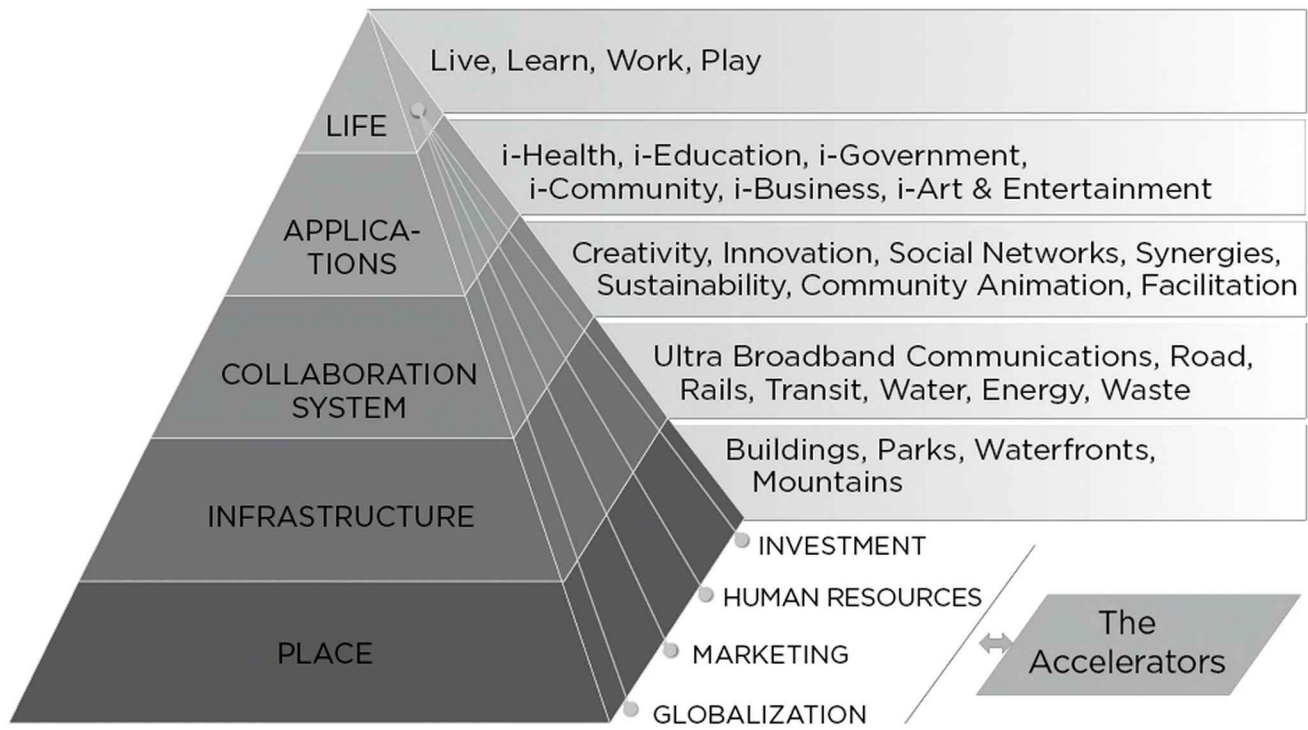 Live, Learn, Work, Play
LIFE
i-Health, i-Education, i-Government,
i-Community, i-Business, i-Art & Entertainment
APPLICA-
TIONS
Creativity, Innovation, Social Networks, Synergies,
Sustainability, Community Animation, Facilitation
COLLABORATION
SYSTEM
Ultra Broadband Communications, Road,
Rails, Transit, Water, Energy, Waste
INFRASTRUCTURE
Buildings, Parks, Waterfronts,
Mountains
PLACE
INVESTMENT
HUMAN RESOURCES
MARKETING
GLOBALIZATION
The
Accelerators